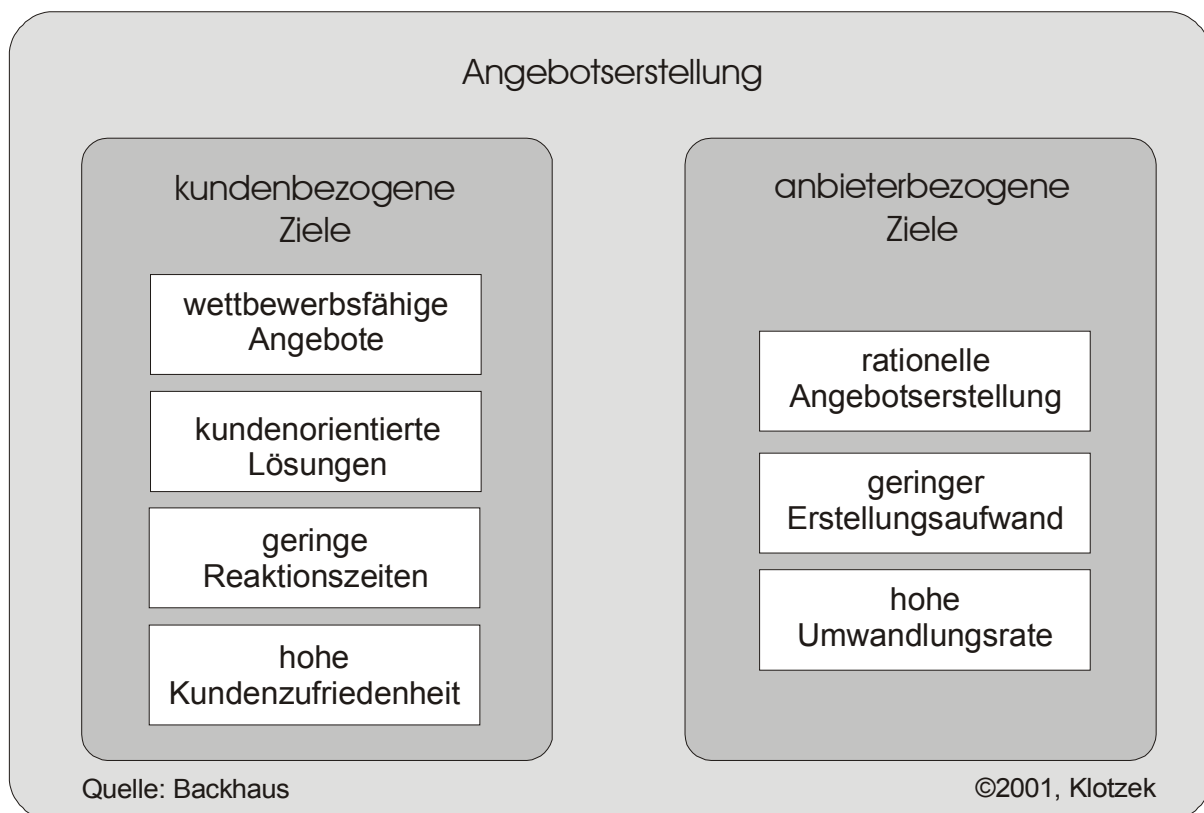 Angebotserstellung
kundenbezogene
Ziele
wettbewerbsfähige
Angebote
kundenorientierte
Lösungen
geringe
Reaktionszeiten
hohe
Kundenzufriedenheit
anbieterbezogene
Ziele
rationelle
Angebotserstellung
geringer
Erstellungsaufwand
hohe
Umwandlungsrate
Quelle: Backhaus
©2001, Klotzek